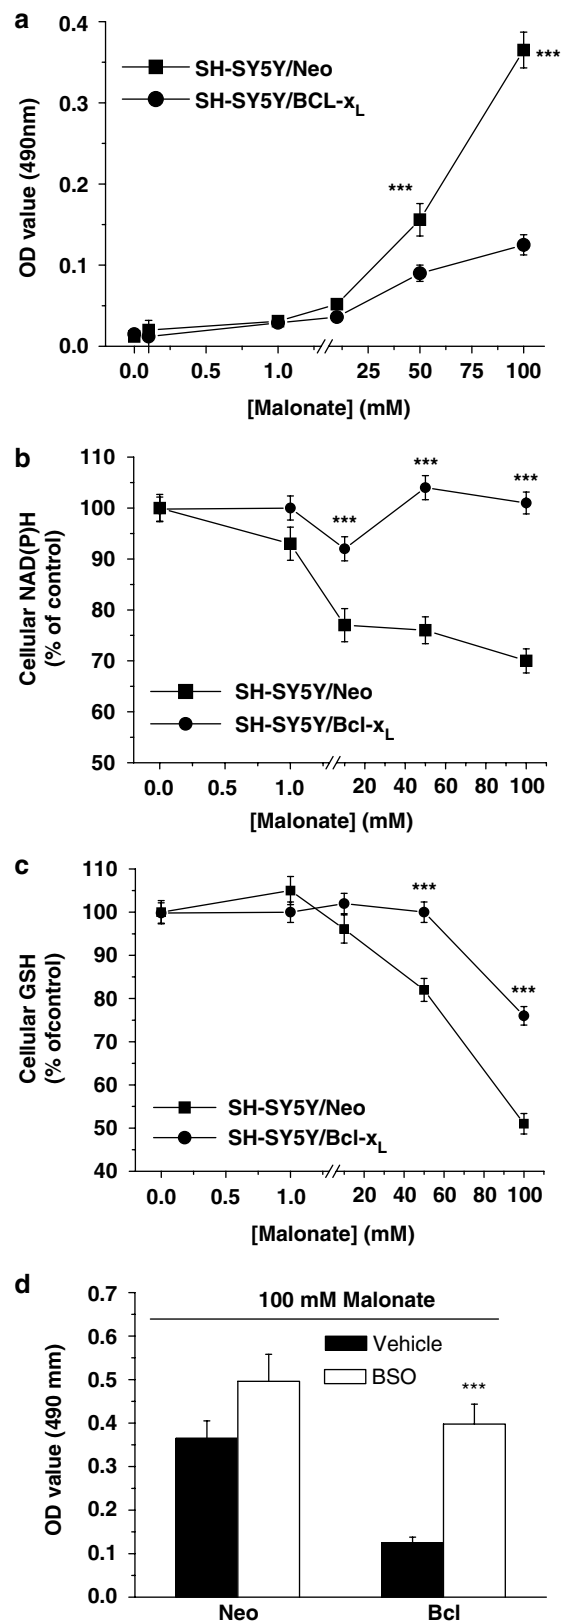 a
0.4
0.3
0.2
0.1
0.0
OD value (490nm)
SH-SY5Y/Neo
SH-SY5Y/BCL-xL
***
***
0.0 0.5 1.0 25 50 75 100
[Malonate] (mM)
b
110
100
90
80
70
60
50
Cellular NAD(P)H
(% of control)
***
***
***
SH-SY5Y/Neo
SH-SY5Y/Bcl-xL
0.0 1.0 20 40 60 80 100
[Malonate] (mM)
c
110
100
90
80
70
60
50
40
Cellular GSH
(% ofcontrol)
***
***
SH-SY5Y/Neo
SH-SY5Y/Bcl-xL
0.0 0.5 1.0 20 40 60 80 100
[Malonate] (mM)
d
0.7
0.6
0.5
0.4
0.3
0.2
0.1
0.0
OD value (490 mm)
100 mM Malonate
Vehicle
BSO
***
Neo Bcl